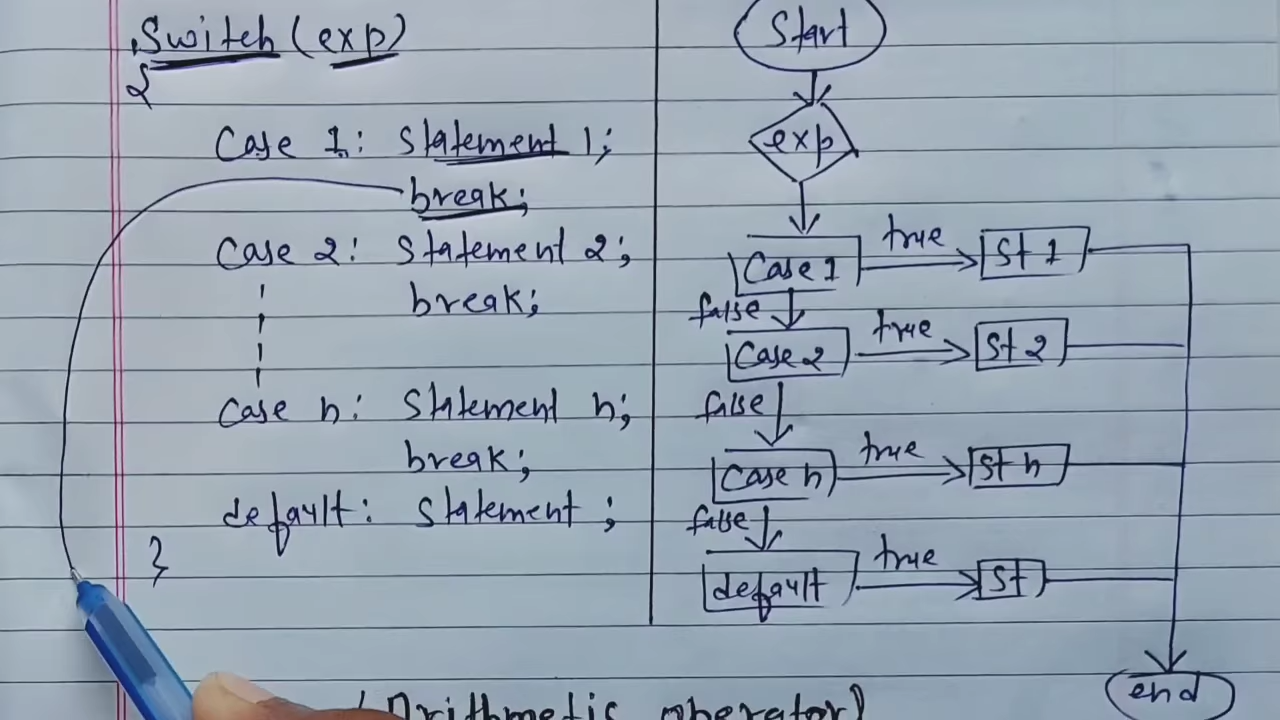 Switch (exp)
{
Case 1: Statement 1;
break;
Case 2: Statement 2;
break;
Case n: Statement n;
break;
default: Statement ;
}
Start
exp
Case 1 true St 1
false
Case 2 true St 2
false
Case n true St n
false
default true St
end
(Arithmetic operator)